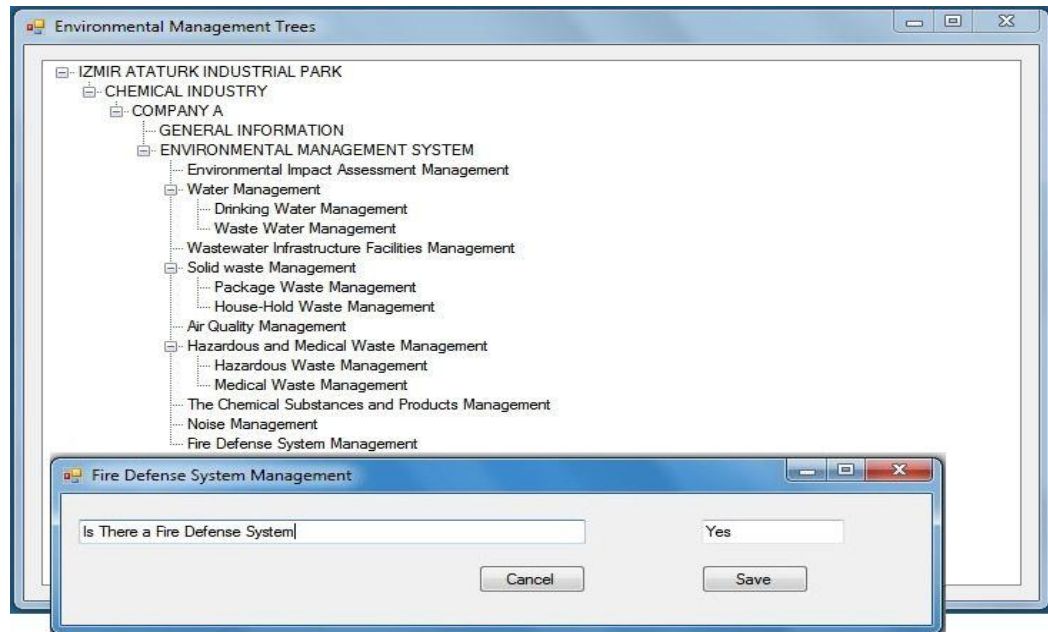 Environmental Management Trees
IZMIR ATATURK INDUSTRIAL PARK
CHEMICAL INDUSTRY
COMPANY A
GENERAL INFORMATION
ENVIRONMENTAL MANAGEMENT SYSTEM
Environmental Impact Assessment Management
Water Management
Drinking Water Management
Waste Water Management
Wastewater Infrastructure Facilities Management
Solid waste Management
Package Waste Management
House-Hold Waste Management
Air Quality Management
Hazardous and Medical Waste Management
Hazardous Waste Management
Medical Waste Management
The Chemical Substances and Products Management
Noise Management
Fire Defense System Management
Fire Defense System Management
Is There a Fire Defense System Yes
Cancel Save